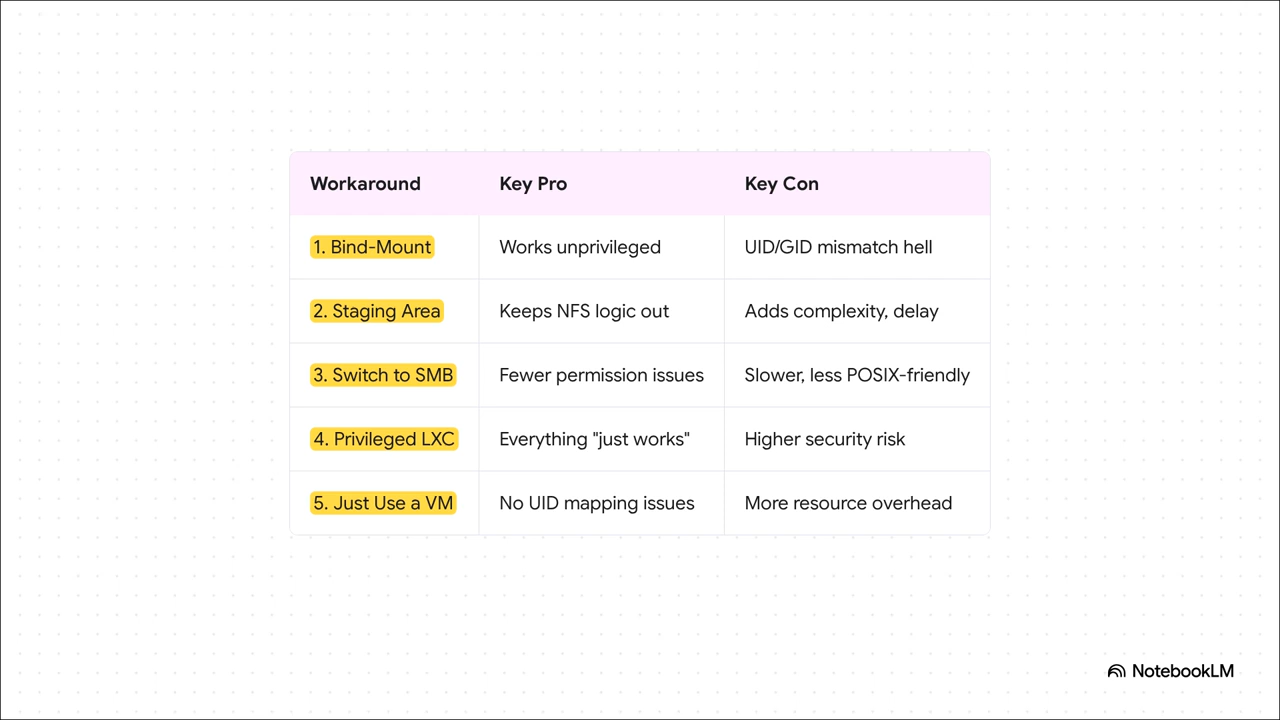 Workaround Key Pro Key Con
1. Bind-Mount Works unprivileged UID/GID mismatch hell
2. Staging Area Keeps NFS logic out Adds complexity, delay
3. Switch to SMB Fewer permission issues Slower, less POSIX-friendly
4. Privileged LXC Everything "just works" Higher security risk
5. Just Use a VM No UID mapping issues More resource overhead
NotebookLM